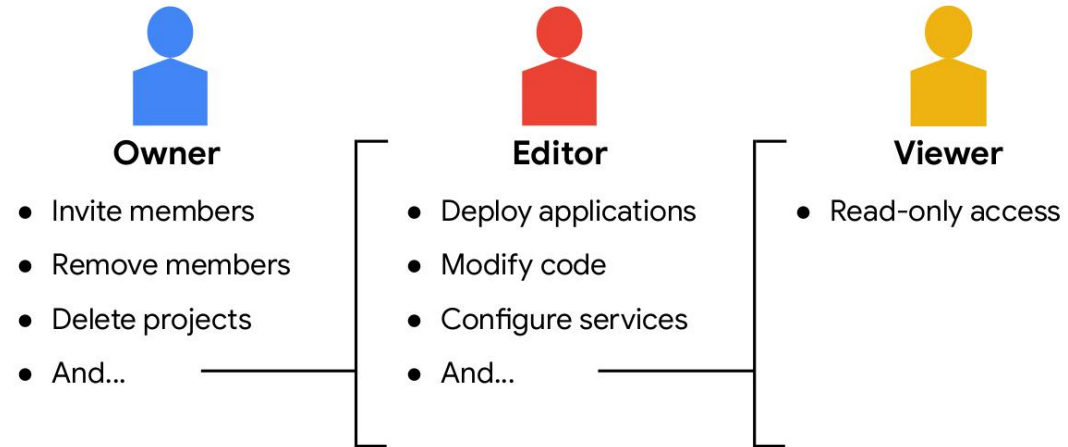 Owner
• Invite members
• Remove members
• Delete projects
• And...
Editor
• Deploy applications
• Modify code
• Configure services
• And...
Viewer
• Read-only access